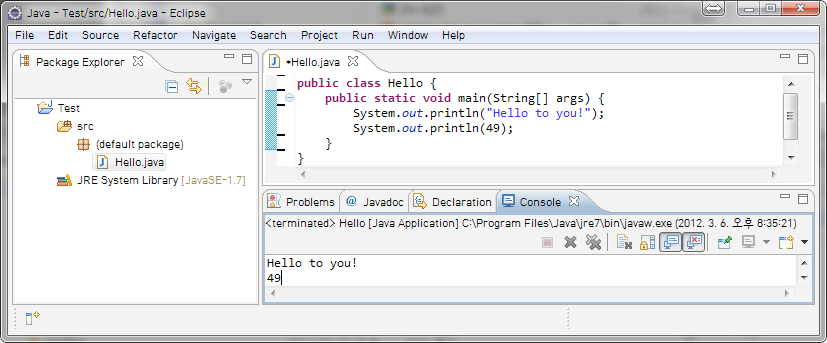 Java - Test/src/Hello.java - Eclipse
File Edit Source Refactor Navigate Search Project Run Window Help
Package Explorer
Test
src
(default package)
Hello.java
JRE System Library [JavaSE-1.7]
*Hello.java
public class Hello {
public static void main(String[] args) {
System.out.println("Hello to you!");
System.out.println(49);
}
}
Problems @ Javadoc Declaration Console
<terminated> Hello [Java Application] C:\Program Files\Java\jre7\bin\javaw.exe (2012. 3. 6. 오후 8:35:21)
Hello to you!
49